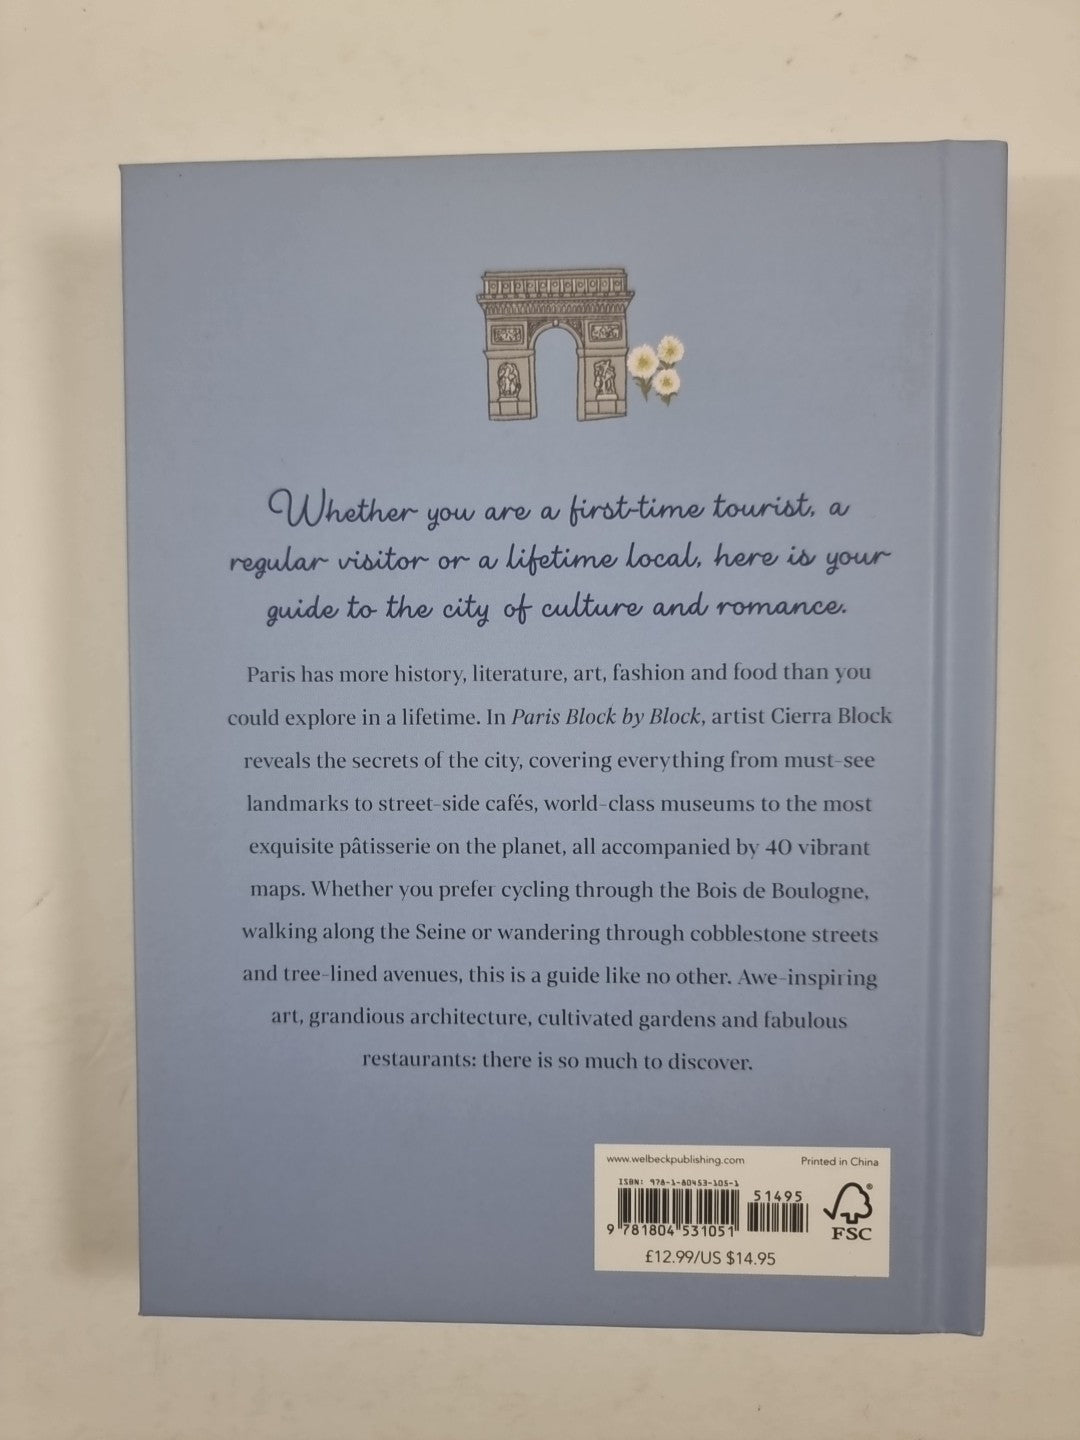 Whether you are a first-time tourist, a
regular visitor or a lifetime local, here is your
guide to the city of culture and romance.
Paris has more history, literature, art, fashion and food than you
could explore in a lifetime. In Paris Block by Block, artist Cierra Block
reveals the secrets of the city, covering everything from must-see
landmarks to street-side cafés, world-class museums to the most
exquisite pâtisserie on the planet, all accompanied by 40 vibrant
maps. Whether you prefer cycling through the Bois de Boulogne,
walking along the Seine or wandering through cobblestone streets
and tree-lined avenues, this is a guide like no other. Awe-inspiring
art, grandious architecture, cultivated gardens and fabulous
restaurants: there is so much to discover.
www.welbeckpublishing.com Printed in China
ISBN: 978-1-80453-105-1
51495
9 781804 531051
® FSC
£12.99/US $14.95